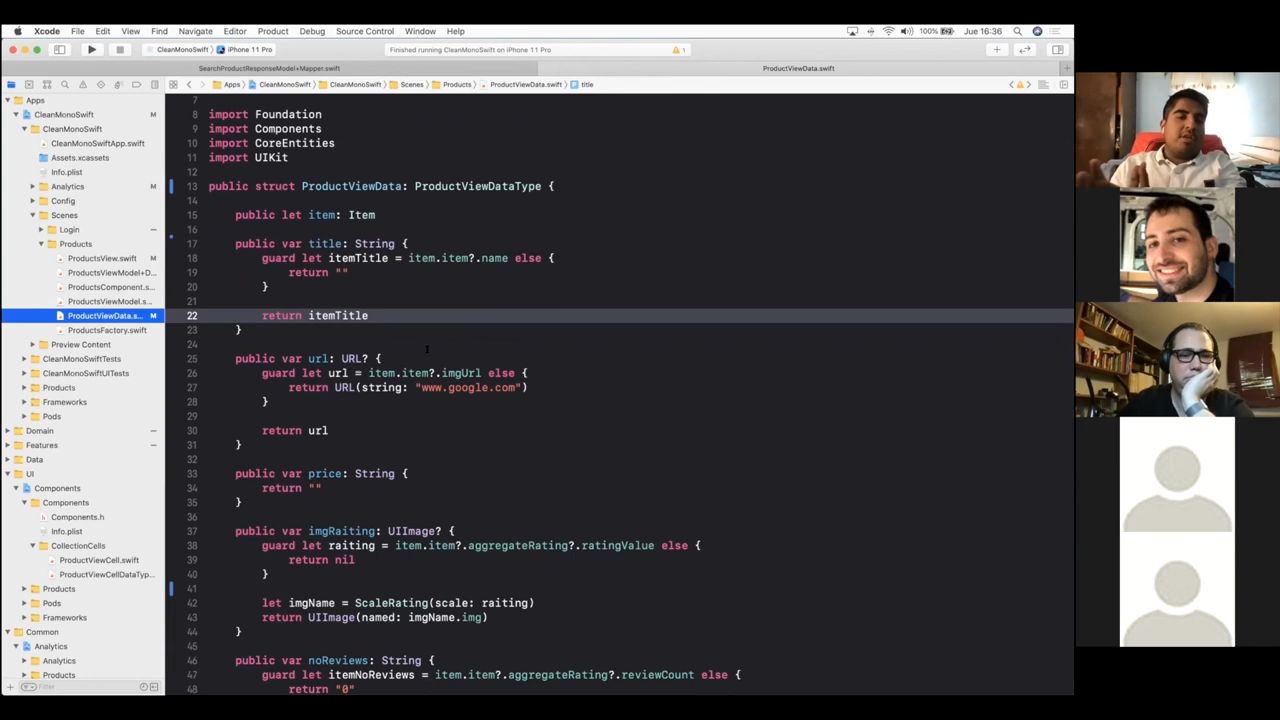 Xcode File Edit View Find Navigate Editor Product Debug Source Control Window Help 100% Jue 16:36
CleanMonoSwift iPhone 11 Pro Finished running CleanMonoSwift on iPhone 11 Pro 1
SearchProductResponseModel+Mapper.swift ProductViewData.swift
Apps CleanMonoSwift CleanMonoSwift Scenes Products ProductViewData.swift title
Apps
CleanMonoSwift M
CleanMonoSwift
CleanMonoSwiftApp.swift
Assets.xcassets
Info.plist
Analytics M
Config
Scenes
Login
Products
ProductsView.swift
ProductsViewModel+D...
ProductsComponent.s...
ProductsViewModel.s...
ProductViewData.s... M
ProductsFactory.swift
Preview Content
CleanMonoSwiftTests
CleanMonoSwiftUITests
Products
Frameworks
Pods
Domain
Features
Data
UI
Components
Components
Components.h
Info.plist
CollectionCells
ProductViewCell.swift
ProductViewCellDataTyp...
Products
Pods
Frameworks
Common
Analytics
Analytics
Products
Filter
7
8 import Foundation
9 import Components
10 import CoreEntities
11 import UIKit
12
13 public struct ProductViewData: ProductViewDataType {
14
15 public let item: Item
16
17 public var title: String {
18 guard let itemTitle = item.item?.name else {
19 return ""
20 }
21
22 return itemTitle
23 }
24
25 public var url: URL? {
26 guard let url = item.item?.imgUrl else {
27 return URL(string: "www.google.com")
28 }
29
30 return url
31 }
32
33 public var price: String {
34 return ""
35 }
36
37 public var imgRaiting: UIImage? {
38 guard let raiting = item.item?.aggregateRating?.ratingValue else {
39 return nil
40 }
41
42 let imgName = ScaleRating(scale: raiting)
43 return UIImage(named: imgName.img)
44 }
45
46 public var noReviews: String {
47 guard let itemNoReviews = item.item?.aggregateRating?.reviewCount else {
48 return "0"